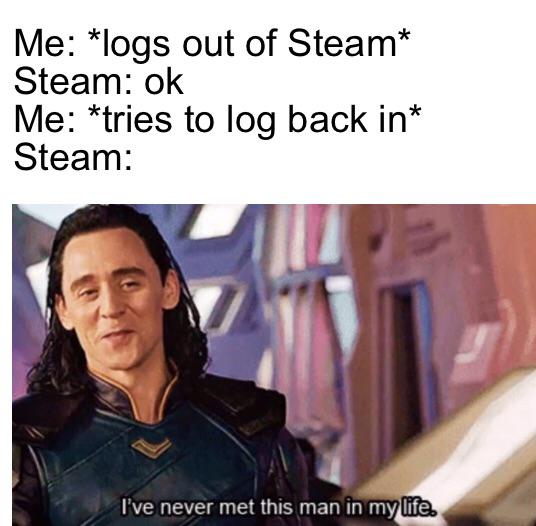 Me: *logs out of Steam*
Steam: ok
Me: *tries to log back in*
Steam:
I've never met this man in my life.